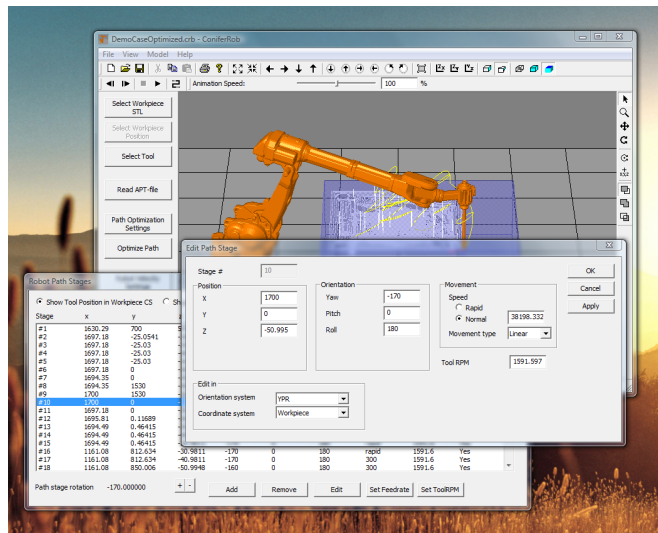 DemoCaseOptimized.crb - ConiferRob
File View Model Help
Animation Speed: 100 %
Select Workpiece
STL
Select Workpiece
Position
Select Tool
Read APT-file
Path Optimization
Settings
Optimize Path
Edit Path Stage
Stage # 10
Position
X 1700
Y 0
Z -50.995
Orientation
Yaw -170
Pitch 0
Roll 180
Movement
Speed
Rapid
Normal 38198.332
Movement type Linear
Tool RPM 1591.597
OK
Cancel
Apply
Edit in
Orientation system YPR
Coordinate system Workpiece
Robot Path Stages
Show Tool Position in Workpiece CS
Stage x y
#1 1630.29 700
#2 1697.18 -25.0541
#3 1697.18 -25.03
#4 1697.18 -25.03
#5 1697.18 -25.03
#6 1697.18 0
#7 1694.35 0
#8 1694.35 1530
#9 1700 1530
#10 1700 0
#11 1697.18 0
#12 1695.81 0.11689
#13 1694.49 0.46415
#14 1694.49 0.46415
#15 1694.49 0.46415
#16 1161.08 812.634 -30.9811 -170 0 180 rapid 1591.6 Yes
#17 1161.08 812.634 -40.9811 -170 0 180 300 1591.6 Yes
#18 1161.08 850.006 -50.9948 -160 0 180 300 1591.6 Yes
Path stage rotation -170.000000 + -
Add Remove Edit Set Feedrate Set ToolRPM